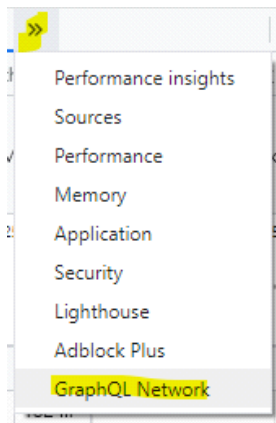 »
Performance insights
Sources
Performance
Memory
Application
Security
Lighthouse
Adblock Plus
GraphQL Network